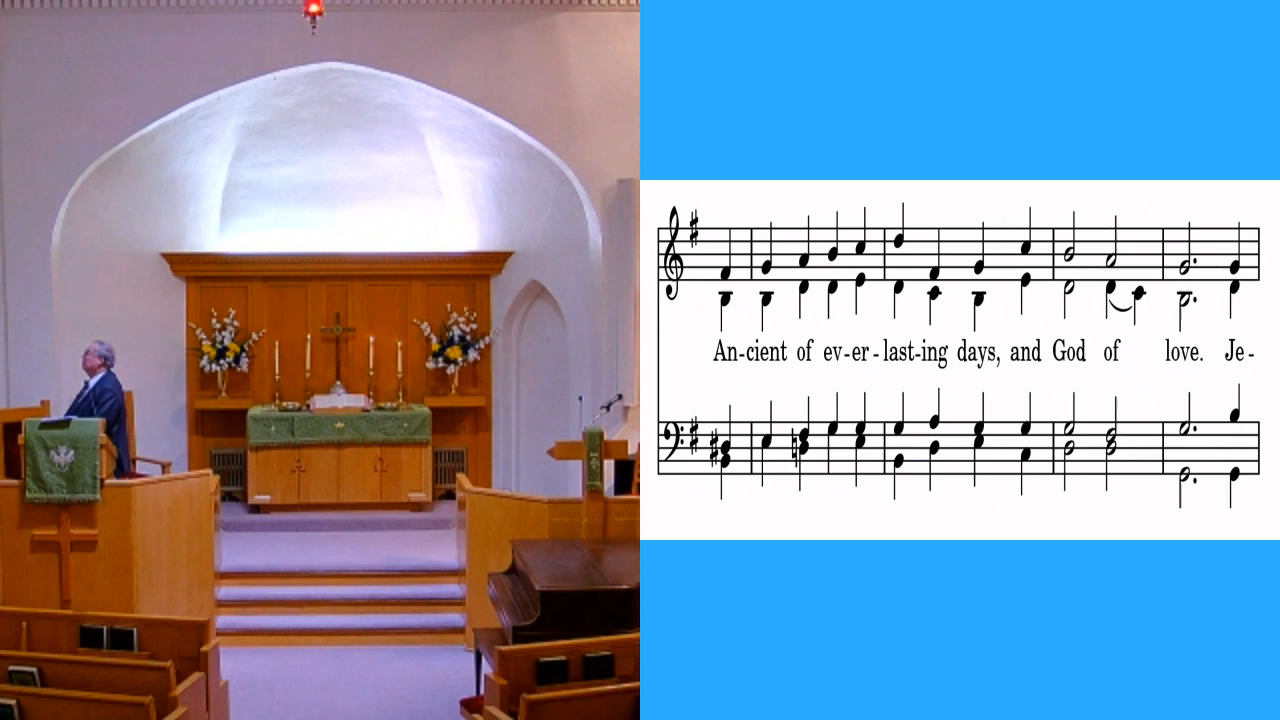 An-cient of ev-er-last-ing days, and God of love. Je-